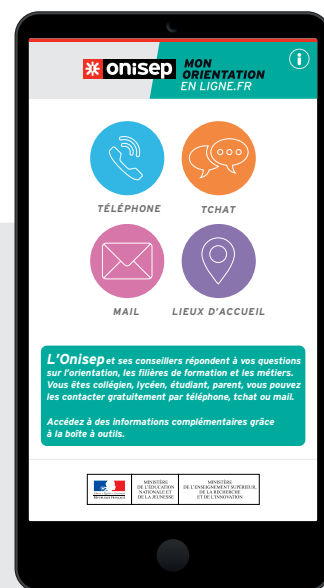 onisep
MON
ORIENTATION
EN LIGNE.FR
i
TÉLÉPHONE
TCHAT
MAIL
LIEUX D'ACCUEIL
L'Onisep et ses conseillers répondent à vos questions
sur l'orientation, les filières de formation et les métiers.
Vous êtes collégien, lycéen, étudiant, parent, vous pouvez
les contacter gratuitement par téléphone, tchat ou mail.
Accédez à des informations complémentaires grâce
à la boîte à outils.
RÉPUBLIQUE FRANÇAISE
MINISTÈRE
DE L'ÉDUCATION
NATIONALE ET
DE LA JEUNESSE
MINISTÈRE
DE L'ENSEIGNEMENT SUPÉRIEUR,
DE LA RECHERCHE
ET DE L'INNOVATION